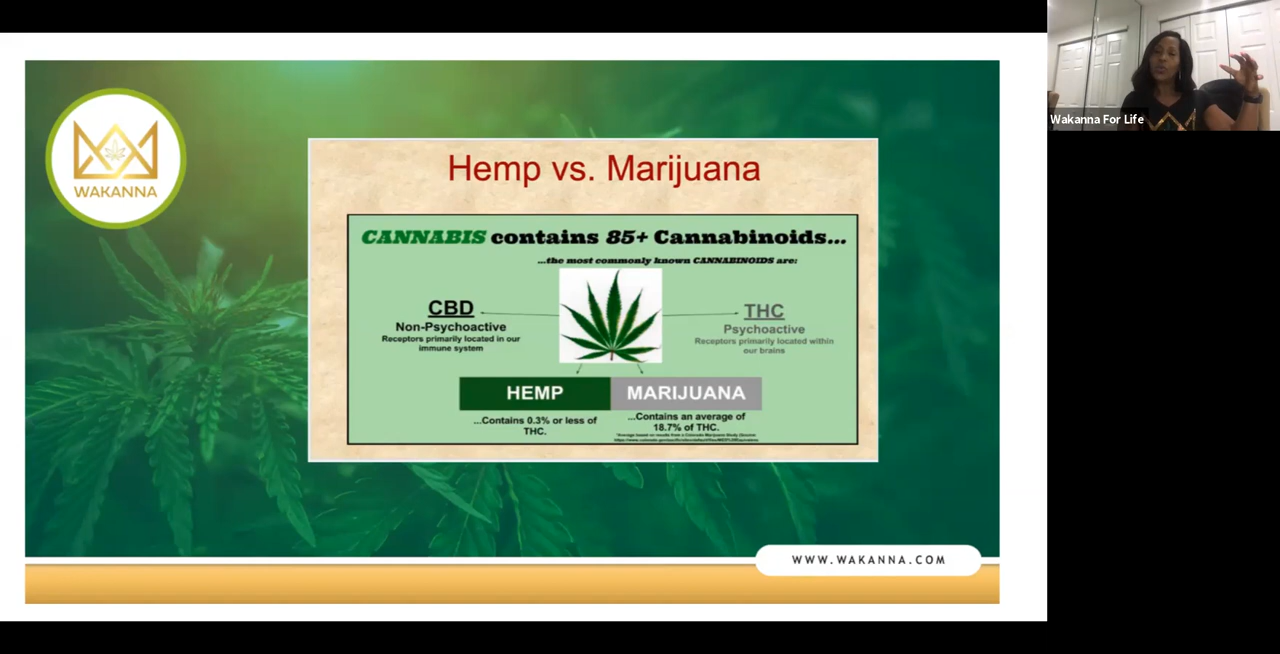 WAKANNA
Hemp vs. Marijuana
CANNABIS contains 85+ Cannabinoids...
...the most commonly known CANNABINOIDS are:
CBD
Non-Psychoactive
Receptors primarily located in our
immune system
THC
Psychoactive
Receptors primarily located within
our brains
HEMP
MARIJUANA
...Contains 0.3% or less of
THC.
...Contains an average of
18.7% of THC.
WWW.WAKANNA.COM
Wakanna For Life